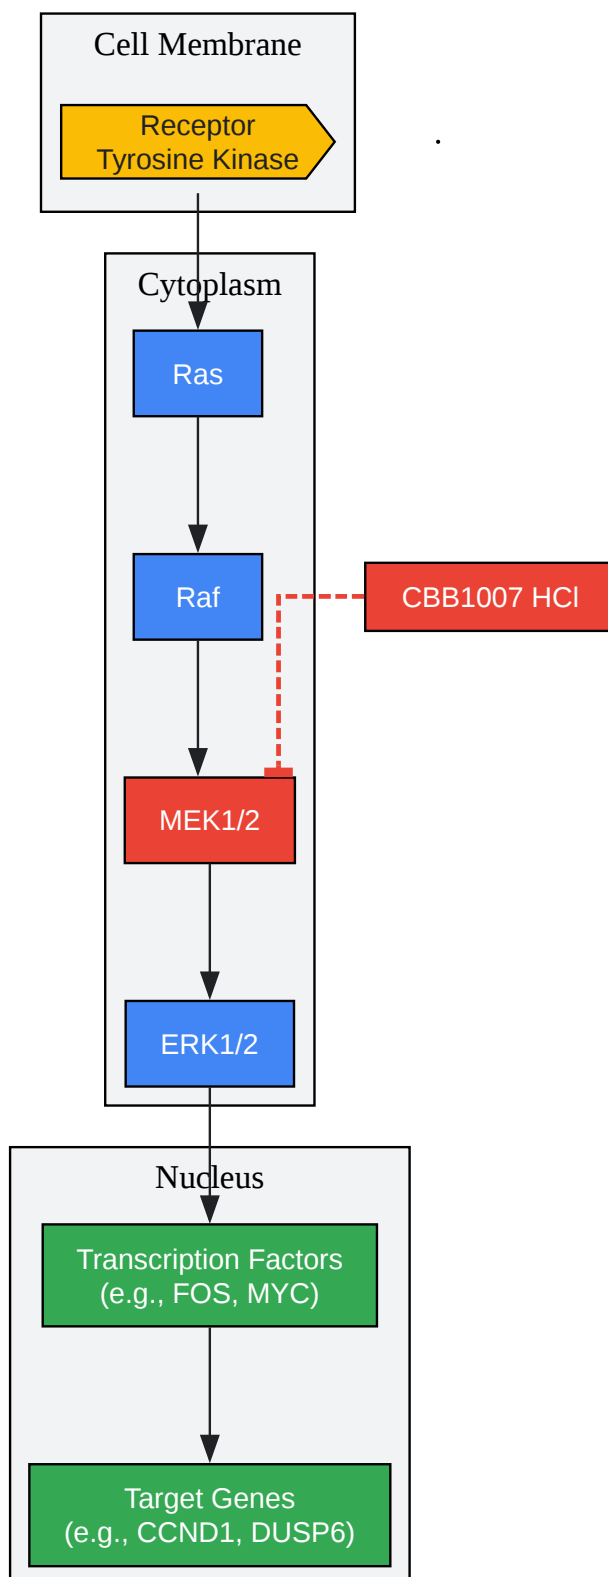 Cell Membrane
Receptor
Tyrosine Kinase
.
Cytoplasm
Ras
Raf
CBB1007 HCl
MEK1/2
ERK1/2
Nucleus
Transcription Factors
(e.g., FOS, MYC)
Target Genes
(e.g., CCND1, DUSP6)